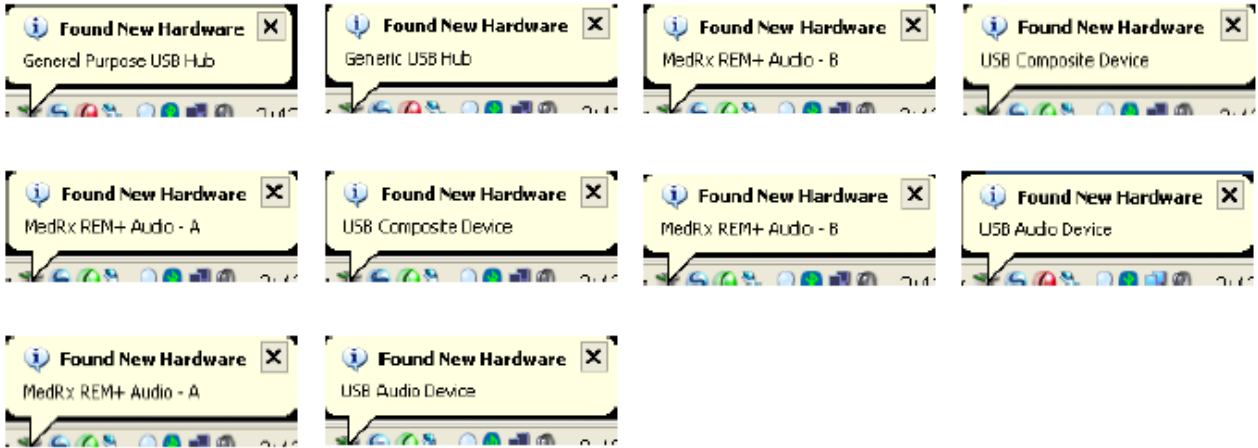 Found New Hardware
General Purpose USB Hub
Found New Hardware
Generic USB Hub
Found New Hardware
MedRx REM+ Audio - B
Found New Hardware
USB Composite Device
Found New Hardware
MedRx REM+ Audio - A
Found New Hardware
USB Composite Device
Found New Hardware
MedRx REM+ Audio - B
Found New Hardware
USB Audio Device
Found New Hardware
MedRx REM+ Audio - A
Found New Hardware
USB Audio Device